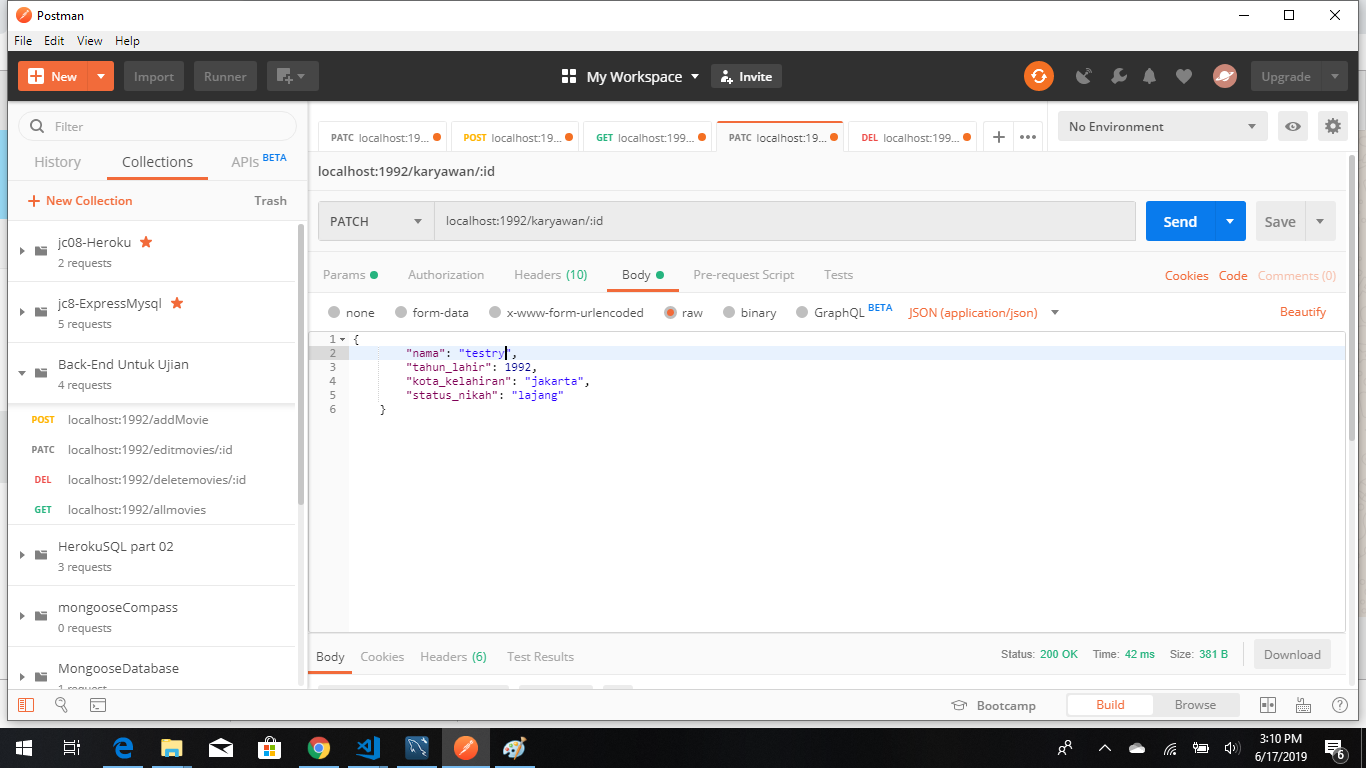 Postman
File Edit View Help
New Import Runner My Workspace Invite Upgrade
Filter
History Collections APIs BETA
New Collection Trash
jc08-Heroku
2 requests
jc8-ExpressMysql
5 requests
Back-End Untuk Ujian
4 requests
POST localhost:1992/addMovie
PATC localhost:1992/editmovies/:id
DEL localhost:1992/deletemovies/:id
GET localhost:1992/allmovies
HerokuSQL part 02
3 requests
mongooseCompass
0 requests
MongooseDatabase
1 request
PATC localhost:19... POST localhost:19... GET localhost:199... PATC localhost:19... DEL localhost:199... No Environment
localhost:1992/karyawan/:id
PATCH localhost:1992/karyawan/:id Send Save
Params Authorization Headers (10) Body Pre-request Script Tests Cookies Code Comments (0)
none form-data x-www-form-urlencoded raw binary GraphQL BETA JSON (application/json) Beautify
1 {
2 "nama": "testry",
3 "tahun_lahir": 1992,
4 "kota_kelahiran": "jakarta",
5 "status_nikah": "lajang"
6 }
Body Cookies Headers (6) Test Results Status: 200 OK Time: 42 ms Size: 381 B Download
Bootcamp Build Browse
3:10 PM
6/17/2019
6